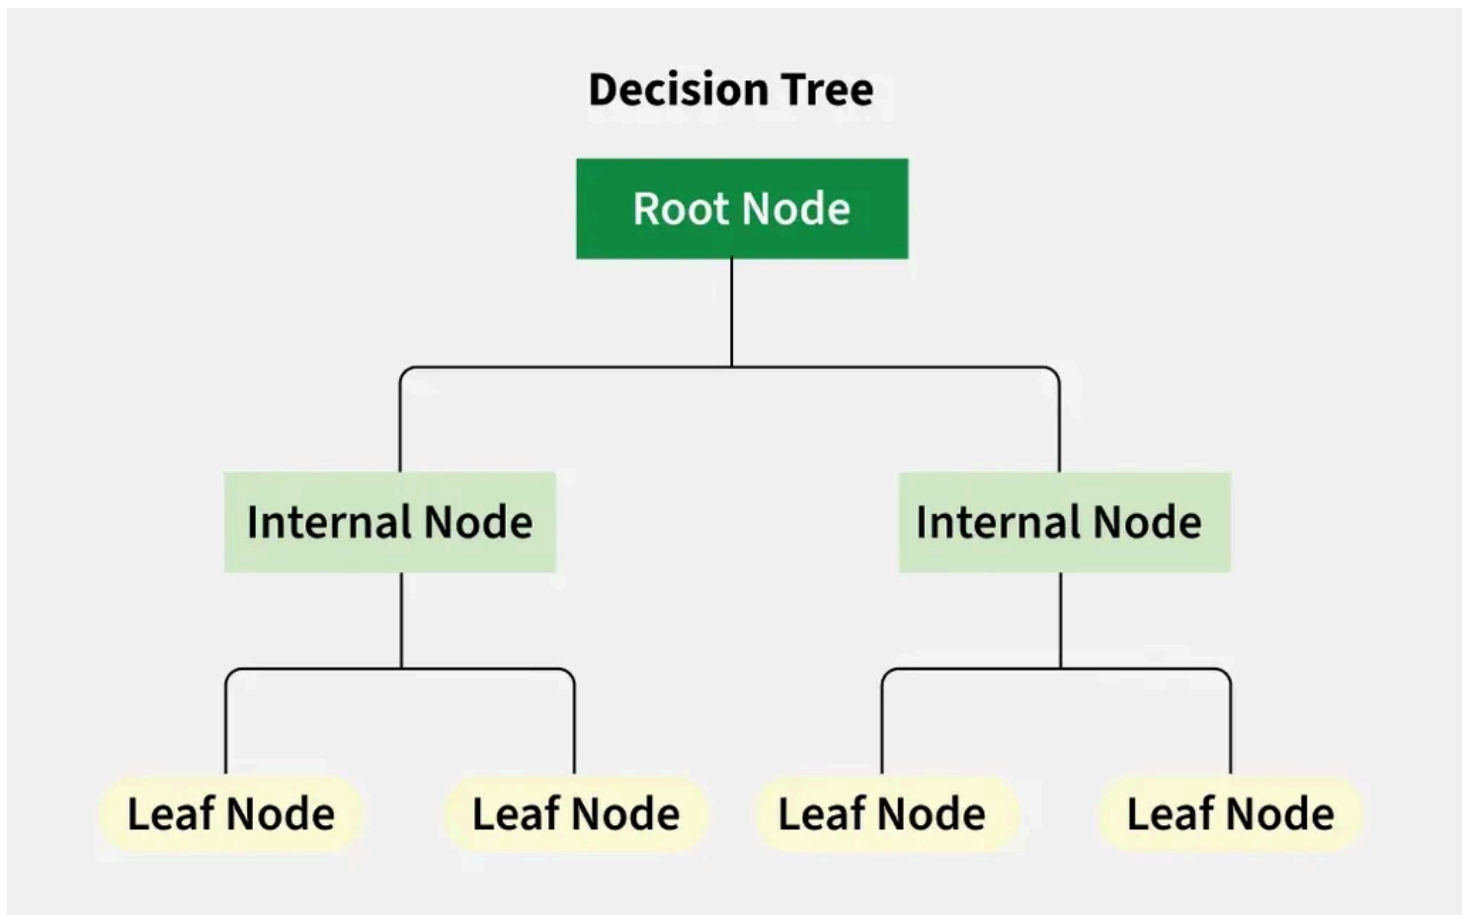 Decision Tree
Root Node
Internal Node
Internal Node
Leaf Node
Leaf Node
Leaf Node
Leaf Node